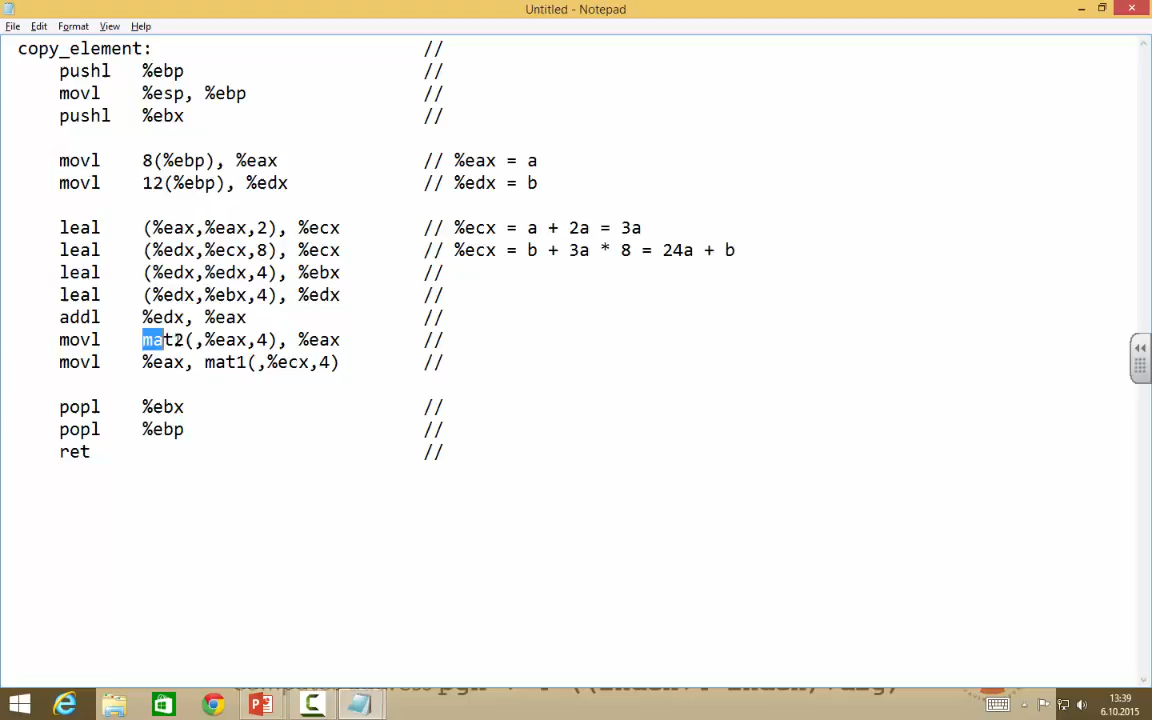 Untitled - Notepad
File Edit Format View Help
copy_element: //
pushl %ebp //
movl %esp, %ebp //
pushl %ebx //
movl 8(%ebp), %eax // %eax = a
movl 12(%ebp), %edx // %edx = b
leal (%eax,%eax,2), %ecx // %ecx = a + 2a = 3a
leal (%edx,%ecx,8), %ecx // %ecx = b + 3a * 8 = 24a + b
leal (%edx,%edx,4), %ebx //
leal (%edx,%ebx,4), %edx //
addl %edx, %eax //
movl mat2(,%eax,4), %eax //
movl %eax, mat1(,%ecx,4) //
popl %ebx //
popl %ebp //
ret //
13:39
6.10.2015